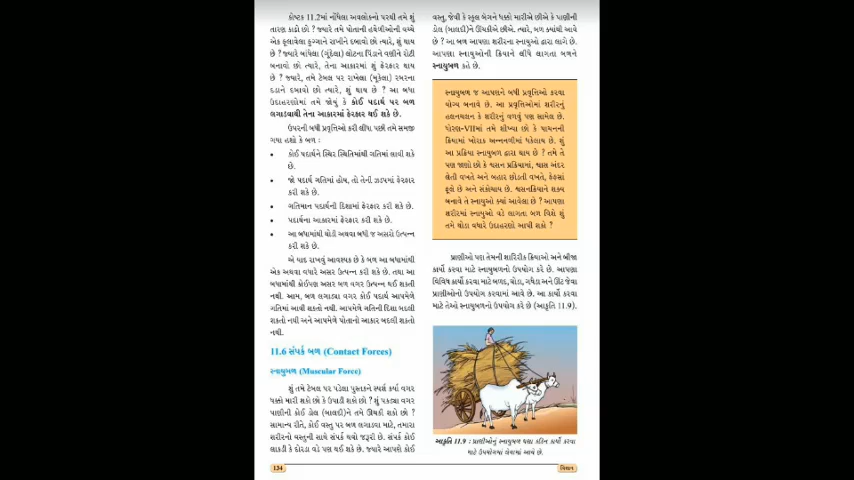 કોષ્ટક 11.2માં નોંધેલા અવલોકનો પરથી તમે શું
તારણ કાઢો છો ? જ્યારે તમે પોતાની હથેળીઓની વચ્ચે
એક ફુલાવેલા ફુગ્ગાને રાખીને દબાવો છો ત્યારે, શું થાય
છે ? જ્યારે બાંધેલા (ગૂંદેલા) લોટના પિંડાને વણીને રોટી
બનાવો છો ત્યારે, તેના આકારમાં શું ફેરફાર થાય
છે ? જ્યારે, તમે ટેબલ પર રાખેલા (મૂકેલા) રબરના
દડાને દબાવો છો ત્યારે, શું થાય છે ? આ બધા
ઉદાહરણોમાં તમે જોયું કે કોઈ પદાર્થ પર બળ
લગાડવાથી તેના આકારમાં ફેરફાર થઈ શકે છે.
ઉપરની બધી પ્રવૃત્તિઓ કરી લીધા પછી તમે સમજી
ગયા હશો કે બળ :
• કોઈ પદાર્થને સ્થિર સ્થિતિમાંથી ગતિમાં લાવી શકે
છે.
• જો પદાર્થ ગતિમાં હોય, તો તેની ઝડપમાં ફેરફાર
કરી શકે છે.
• ગતિમાન પદાર્થની દિશામાં ફેરફાર કરી શકે છે.
• પદાર્થના આકારમાં ફેરફાર કરી શકે છે.
• આ બધામાંથી થોડી અથવા બધી જ અસરો ઉત્પન્ન
કરી શકે છે.
એ યાદ રાખવું આવશ્યક છે કે બળ આ બધામાંથી
એક અથવા વધારે અસર ઉત્પન્ન કરી શકે છે. તથા આ
બધામાંથી કોઈપણ અસર બળ વગર ઉત્પન્ન થઈ શકતી
નથી. આમ, બળ લગાડ્યા વગર કોઈ પદાર્થ આપમેળે
ગતિમાં આવી શકતો નથી. આપમેળે ગતિની દિશા બદલી
શકતો નથી અને આપમેળે પોતાનો આકાર બદલી શકતો
નથી.
11.6 સંપર્ક બળ (Contact Forces)
સ્નાયુબળ (Muscular Force)
શું તમે ટેબલ પર પડેલા પુસ્તકને સ્પર્શ કર્યા વગર
ધક્કો મારી શકો છો કે ઉપાડી શકો છો ? શું પકડ્યા વગર
પાણીની કોઈ ડોલ (બાલદી)ને તમે ઊંચકી શકો છો ?
સામાન્ય રીતે, કોઈ વસ્તુ પર બળ લગાડવા માટે, તમારા
શરીરનો વસ્તુની સાથે સંપર્ક થવો જરૂરી છે. સંપર્ક કોઈ
લાકડી કે દોરડા વડે પણ થઈ શકે છે. જ્યારે આપણે કોઈ
વસ્તુ, જેવી કે સ્કૂલ બેગને ધક્કો મારીએ છીએ કે પાણીની
ડોલ (બાલદી)ને ઊંચકીએ છીએ. ત્યારે, બળ ક્યાંથી આવે
છે ? આ બળ આપણા શરીરના સ્નાયુઓ દ્વારા લાગે છે.
આપણા સ્નાયુઓની ક્રિયાને લીધે લાગતા બળને
સ્નાયુબળ કહે છે.
સ્નાયુબળ જ આપણને બધી પ્રવૃત્તિઓ કરવા
યોગ્ય બનાવે છે. આ પ્રવૃત્તિઓમાં શરીરનું
હલનચલન કે શરીરનું વળવું પણ સામેલ છે.
ધોરણ-VIIમાં તમે શીખ્યા છો કે પાચનની
ક્રિયામાં ખોરાક અન્નનળીમાં ધકેલાય છે. શું
આ પ્રક્રિયા સ્નાયુબળ દ્વારા થાય છે ? તમે તે
પણ જાણો છો કે શ્વસન પ્રક્રિયામાં, શ્વાસ અંદર
લેતી વખતે અને બહાર છોડતી વખતે, ફેફસાં
ફૂલે છે અને સંકોચાય છે. શ્વસનક્રિયાને શક્ય
બનાવે તે સ્નાયુઓ ક્યાં આવેલા છે ? આપણા
શરીરમાં સ્નાયુઓ વડે લાગતા બળ વિશે શું
તમે થોડા વધારે ઉદાહરણો આપી શકો ?
પ્રાણીઓ પણ તેમની શારીરિક ક્રિયાઓ અને બીજા
કાર્યો કરવા માટે સ્નાયુબળનો ઉપયોગ કરે છે. આપણા
વિવિધ કાર્યો કરવા માટે બળદ, ઘોડા, ગધેડા અને ઊંટ જેવા
પ્રાણીઓનો ઉપયોગ કરવામાં આવે છે. આ કાર્યો કરવા
માટે તેઓ સ્નાયુબળનો ઉપયોગ કરે છે (આકૃતિ 11.9).
આકૃતિ 11.9 : પ્રાણીઓનું સ્નાયુબળ ઘણા કઠિન કાર્યો કરવા
માટે ઉપયોગમાં લેવામાં આવે છે.
134
વિજ્ઞાન